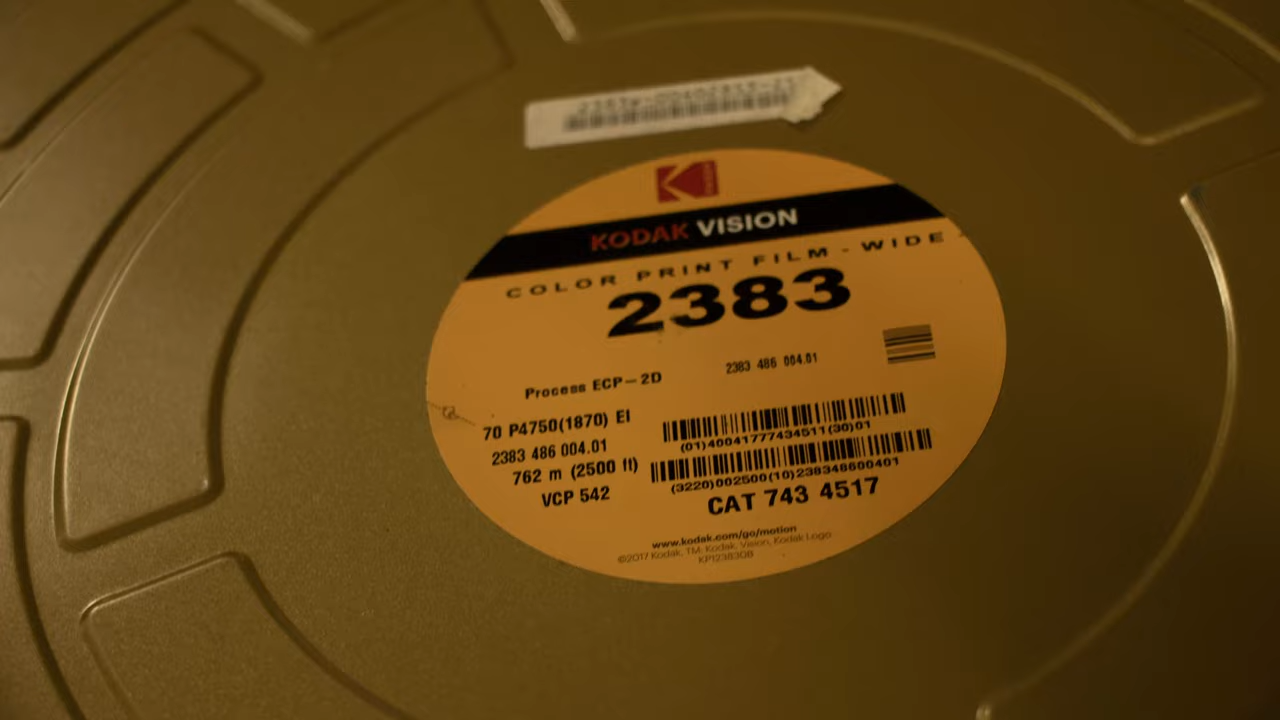 KODAK VISION
COLOR PRINT FILM - WIDE
2383
Process ECP-2D
2383 486 004.01
70 P4750(1870) EI
2383 486 004.01
762 m (2500 ft)
VCP 542
(01)40041777434511(30)01
(3220)002500(10)238348600401
CAT 743 4517
www.kodak.com/go/motion
©2017 Kodak, TM: Kodak, Vision, Kodak Logo